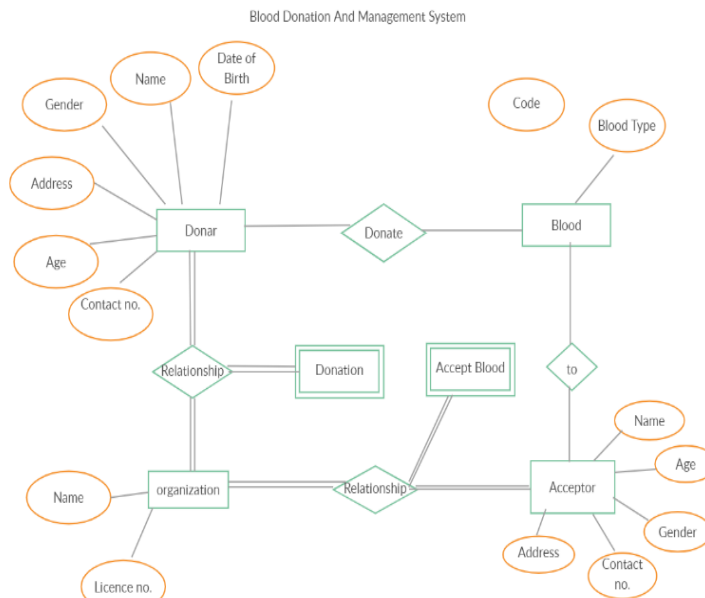 Blood Donation And Management System
Date of
Birth
Name
Gender
Code
Blood Type
Address
Donar
Donate
Blood
Age
Contact no.
Relationship
Donation
Accept Blood
to
Name
Age
Name
organization
Relationship
Acceptor
Gender
Address
Contact
no.
Licence no.